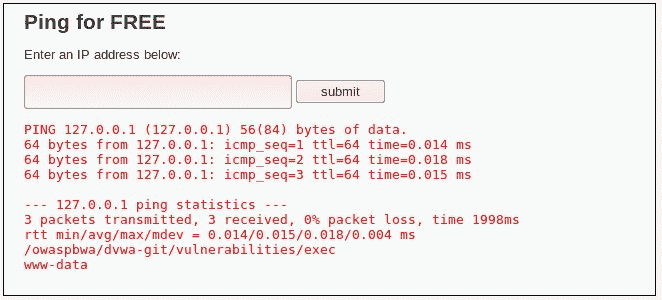 Ping for FREE
Enter an IP address below:
submit
PING 127.0.0.1 (127.0.0.1) 56(84) bytes of data.
64 bytes from 127.0.0.1: icmp_seq=1 ttl=64 time=0.014 ms
64 bytes from 127.0.0.1: icmp_seq=2 ttl=64 time=0.018 ms
64 bytes from 127.0.0.1: icmp_seq=3 ttl=64 time=0.015 ms
--- 127.0.0.1 ping statistics ---
3 packets transmitted, 3 received, 0% packet loss, time 1998ms
rtt min/avg/max/mdev = 0.014/0.015/0.018/0.004 ms
/owaspbwa/dvwa-git/vulnerabilities/exec
www-data